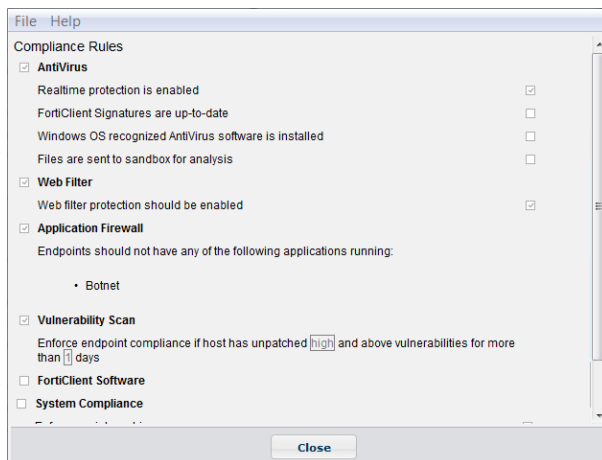 File Help
Compliance Rules
AntiVirus
Realtime protection is enabled
FortiClient Signatures are up-to-date
Windows OS recognized AntiVirus software is installed
Files are sent to sandbox for analysis
Web Filter
Web filter protection should be enabled
Application Firewall
Endpoints should not have any of the following applications running:
• Botnet
Vulnerability Scan
Enforce endpoint compliance if host has unpatched high and above vulnerabilities for more
than 1 days
FortiClient Software
System Compliance
Close